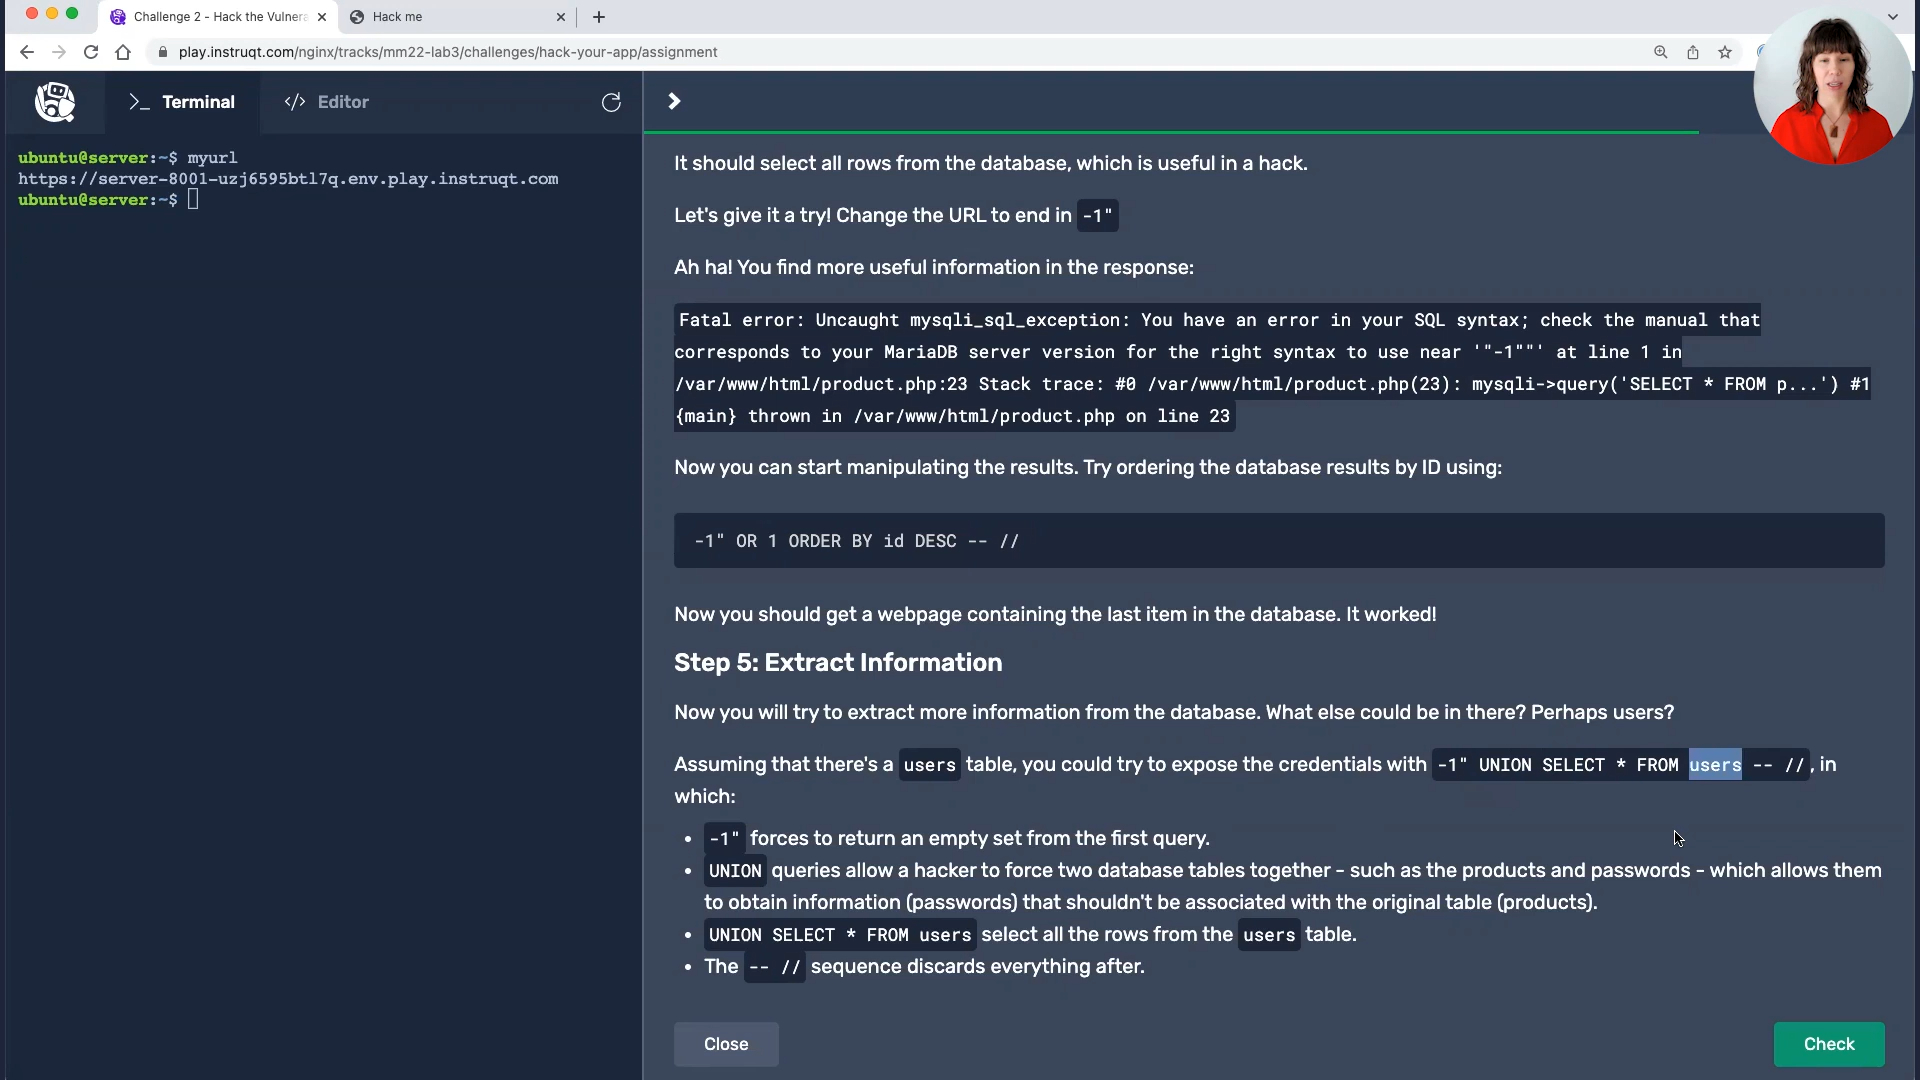 Challenge 2 - Hack the Vulnera
Hack me
play.instruqt.com/nginx/tracks/mm22-lab3/challenges/hack-your-app/assignment
>_ Terminal
</> Editor
ubuntu@server:~$ myurl
https://server-8001-uzj6595btl7q.env.play.instruqt.com
ubuntu@server:~$
It should select all rows from the database, which is useful in a hack.
Let's give it a try! Change the URL to end in -1"
Ah ha! You find more useful information in the response:
Fatal error: Uncaught mysqli_sql_exception: You have an error in your SQL syntax; check the manual that
corresponds to your MariaDB server version for the right syntax to use near '"-1""' at line 1 in
/var/www/html/product.php:23 Stack trace: #0 /var/www/html/product.php(23): mysqli->query('SELECT * FROM p...') #1
{main} thrown in /var/www/html/product.php on line 23
Now you can start manipulating the results. Try ordering the database results by ID using:
-1" OR 1 ORDER BY id DESC -- //
Now you should get a webpage containing the last item in the database. It worked!
Step 5: Extract Information
Now you will try to extract more information from the database. What else could be in there? Perhaps users?
Assuming that there's a users table, you could try to expose the credentials with -1" UNION SELECT * FROM users -- //, in
which:
• -1" forces to return an empty set from the first query.
• UNION queries allow a hacker to force two database tables together - such as the products and passwords - which allows them
to obtain information (passwords) that shouldn't be associated with the original table (products).
• UNION SELECT * FROM users select all the rows from the users table.
• The -- // sequence discards everything after.
Close
Check